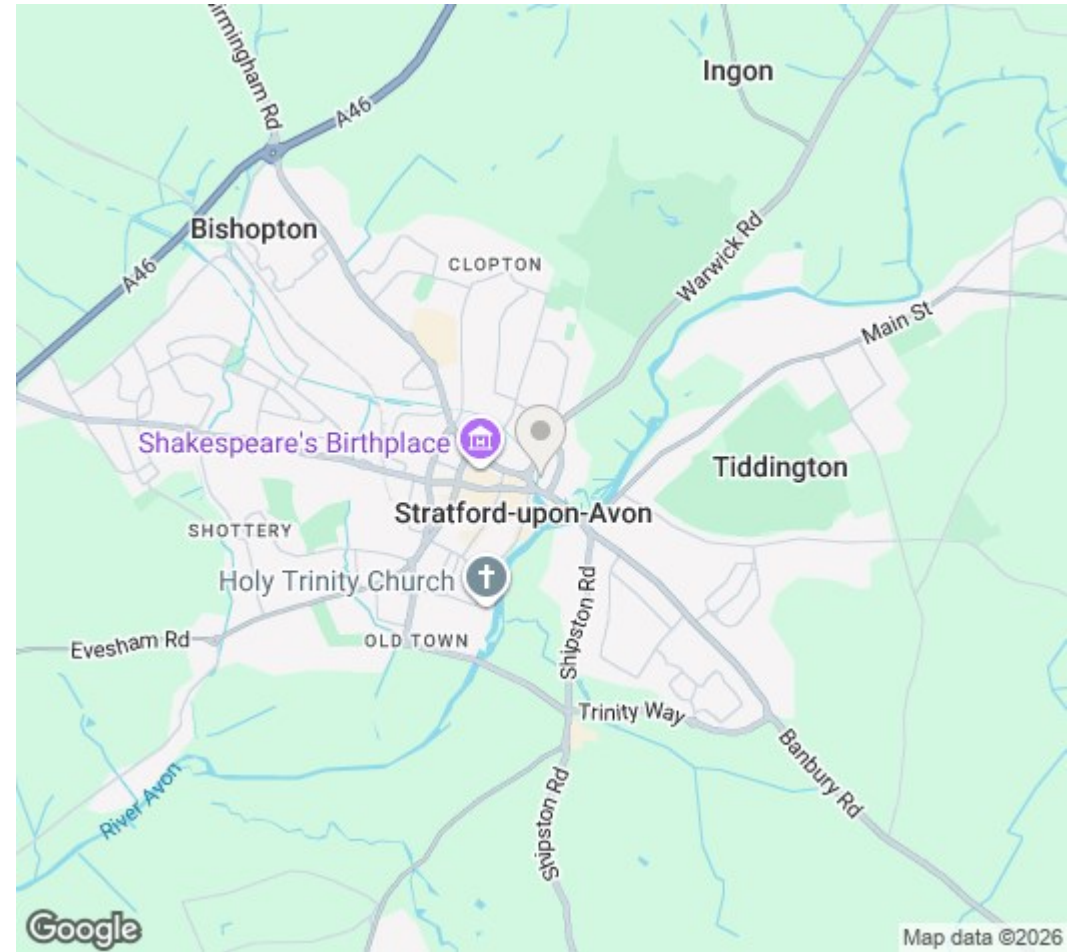 Birmingham Rd
A46
Ingon
Bishopton
A46
CLOPTON
Warwick Rd
Main St
Shakespeare's Birthplace
Tiddington
Stratford-upon-Avon
SHOTTERY
Holy Trinity Church
Evesham Rd
OLD TOWN
Shipston Rd
Trinity Way
Banbury Rd
River Avon
Shipston Rd
Google
Map data ©2026